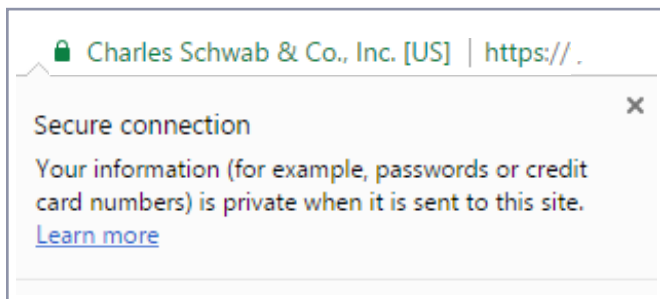 Charles Schwab & Co., Inc. [US] | https://
Secure connection
Your information (for example, passwords or credit
card numbers) is private when it is sent to this site.
Learn more